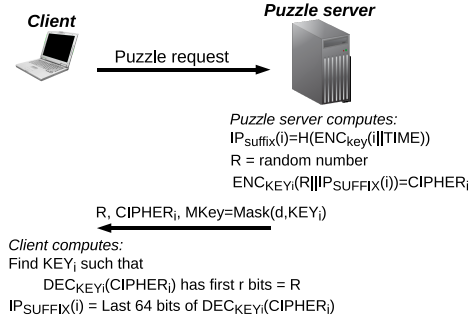 Client
Puzzle server
Puzzle request
Puzzle server computes:
IPsuffix(i)=H(ENCkey(i||TIME))
R = random number
ENCKEYi(R||IPSUFFIX(i))=CIPHERi
R, CIPHERi, MKey=Mask(d,KEYi)
Client computes:
Find KEYi such that
DECKEYi(CIPHERi) has first r bits = R
IPSUFFIX(i) = Last 64 bits of DECKEYi(CIPHERi)